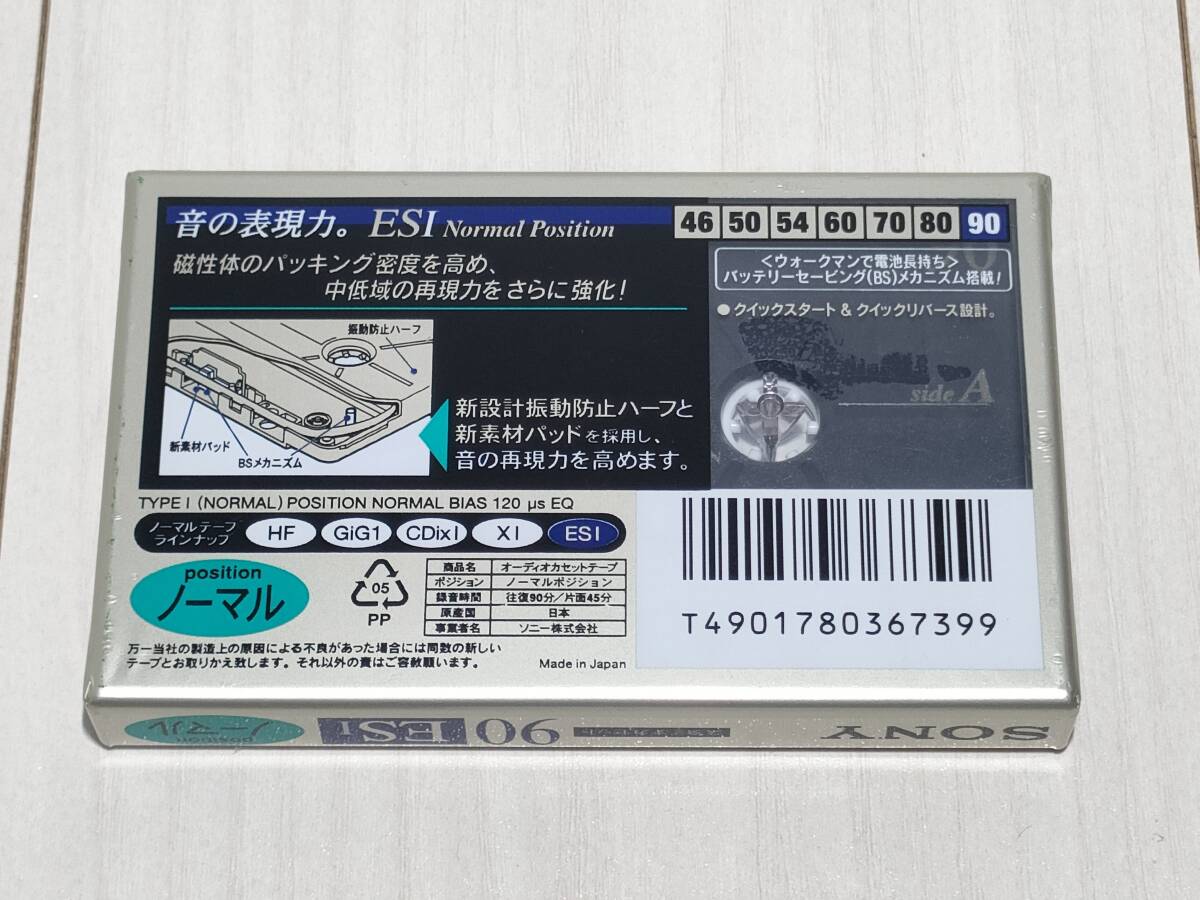 音の表現力。 ESI Normal Position
46 50 54 60 70 80 90
磁性体のパッキング密度を高め、
中低域の再現力をさらに強化!
<ウォークマンで電池長持ち>
バッテリーセービング(BS)メカニズム搭載!
●クイックスタート & クイックリバース設計。
side A
振動防止ハーフ
新素材パッド
BSメカニズム
新設計振動防止ハーフと
新素材パッドを採用し、
音の再現力を高めます。
TYPE I (NORMAL) POSITION NORMAL BIAS 120 μs EQ
ノーマルテープ
ラインナップ
HF GiG1 CDixI XI ESI
position
ノーマル
05
PP
商品名 オーディオカセットテープ
ポジション ノーマルポジション
録音時間 往復90分/片面45分
原産国 日本
事業者名 ソニー株式会社
万一当社の製造上の原因による不良があった場合には同数の新しい
テープとお取りかえ致します。それ以外の責はご容赦願います。
Made in Japan
T4901780367399
SONY
90 ESI
position
ノーマル